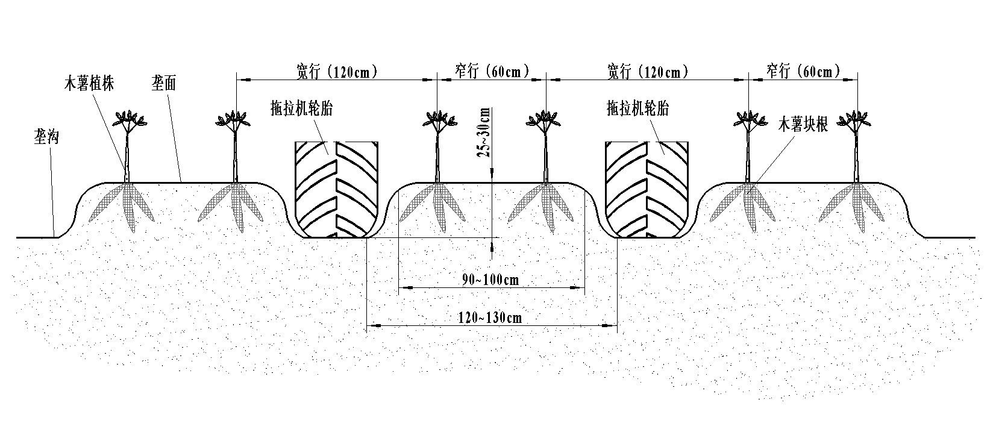 宽行（120cm）
窄行（60cm）
宽行（120cm）
窄行（60cm）
木薯植株
垄面
拖拉机轮胎
拖拉机轮胎
木薯块根
垄沟
25~30cm
90~100cm
120~130cm